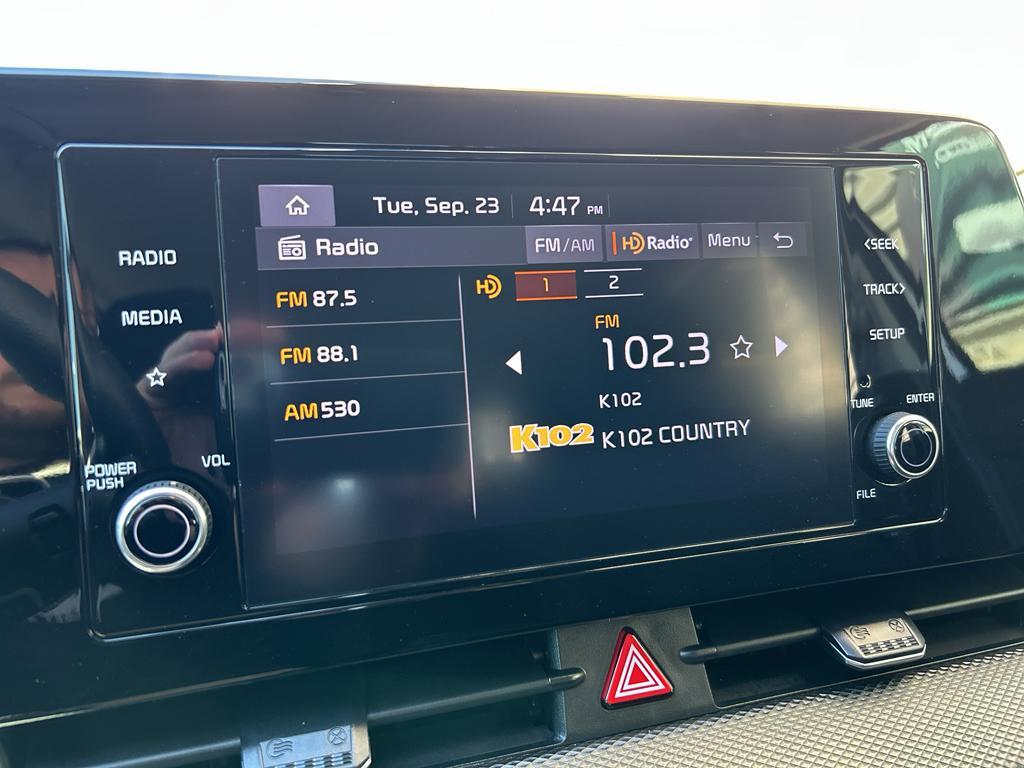 Tue, Sep. 23 4:47 PM
Radio FM/AM HD Radio Menu
FM 87.5
FM 88.1
AM 530
HD 1 2
FM
102.3
K102
K102 K102 COUNTRY
RADIO
MEDIA
POWER
PUSH
VOL
<SEEK
TRACK>
SETUP
TUNE
ENTER
FILE